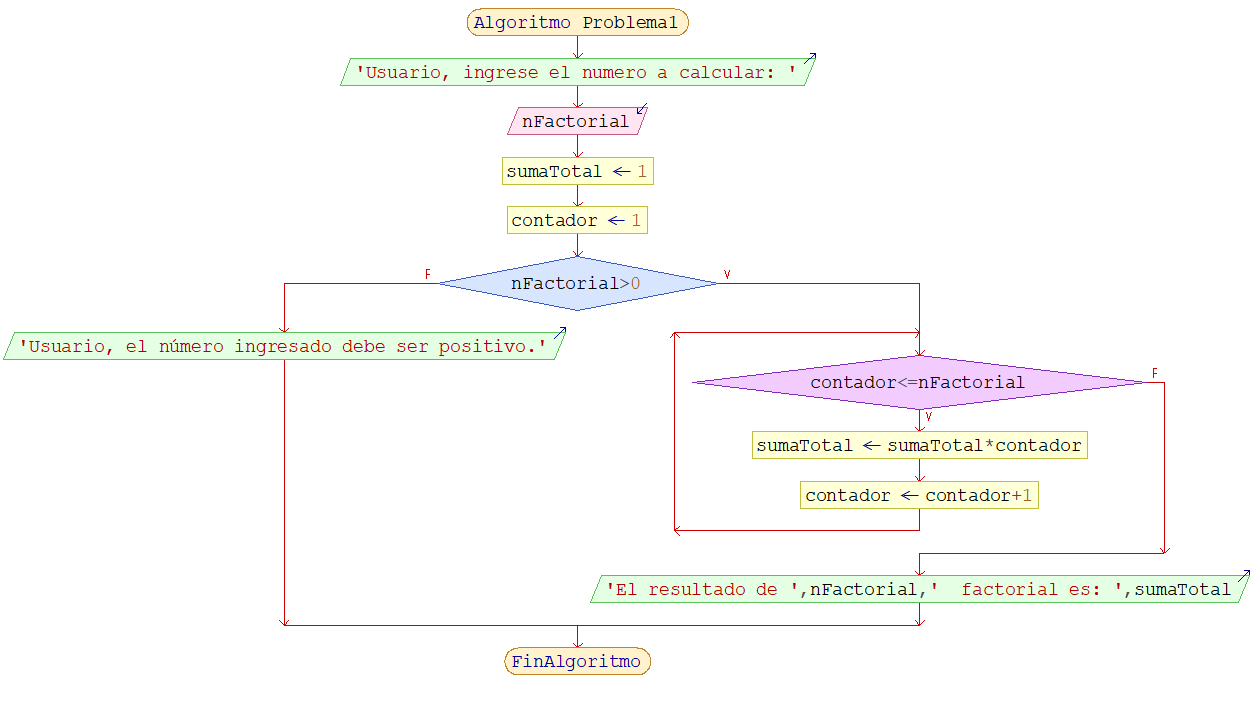 Algoritmo Problema1
'Usuario, ingrese el numero a calcular: '
nFactorial
sumaTotal ← 1
contador ← 1
F
nFactorial>0
V
'Usuario, el número ingresado debe ser positivo.'
contador<=nFactorial
F
V
sumaTotal ← sumaTotal*contador
contador ← contador+1
'El resultado de ',nFactorial,'  factorial es: ',sumaTotal
FinAlgoritmo